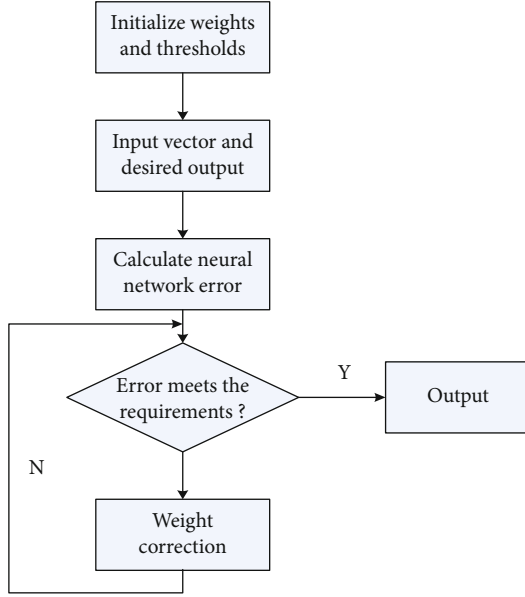 Initialize weights
and thresholds
Input vector and
desired output
Calculate neural
network error
Error meets the
requirements ?
Y
Output
N
Weight
correction